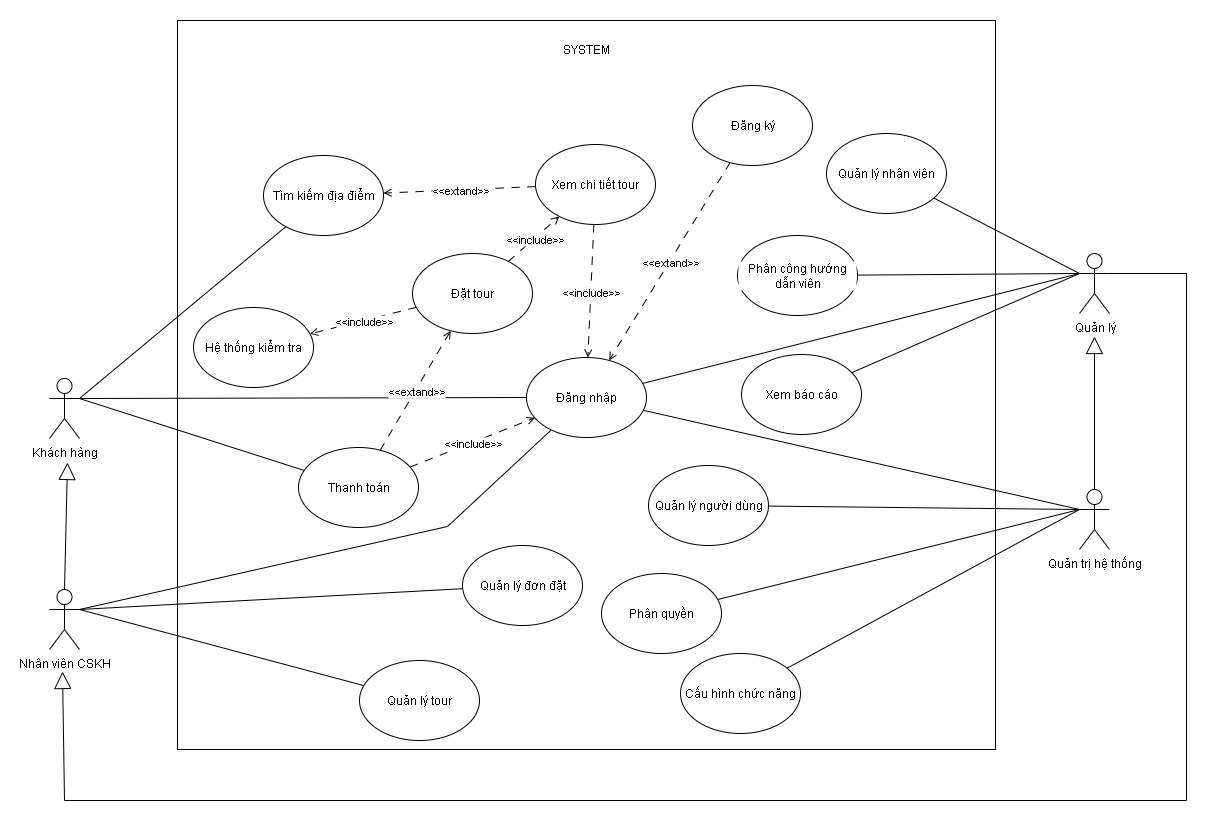 SYSTEM
Đăng ký
Tìm kiếm địa điểm
<<extand>>
Xem chi tiết tour
Quản lý nhân viên
<<include>>
<<extand>>
Phân công hướng
dẫn viên
Đặt tour
<<include>>
<<include>>
Hệ thống kiểm tra
Quản lý
<<extand>>
Đăng nhập
Xem báo cáo
Khách hàng
<<include>>
Thanh toán
Quản lý người dùng
Quản trị hệ thống
Quản lý đơn đặt
Phân quyền
Nhân viên CSKH
Quản lý tour
Cấu hình chức năng